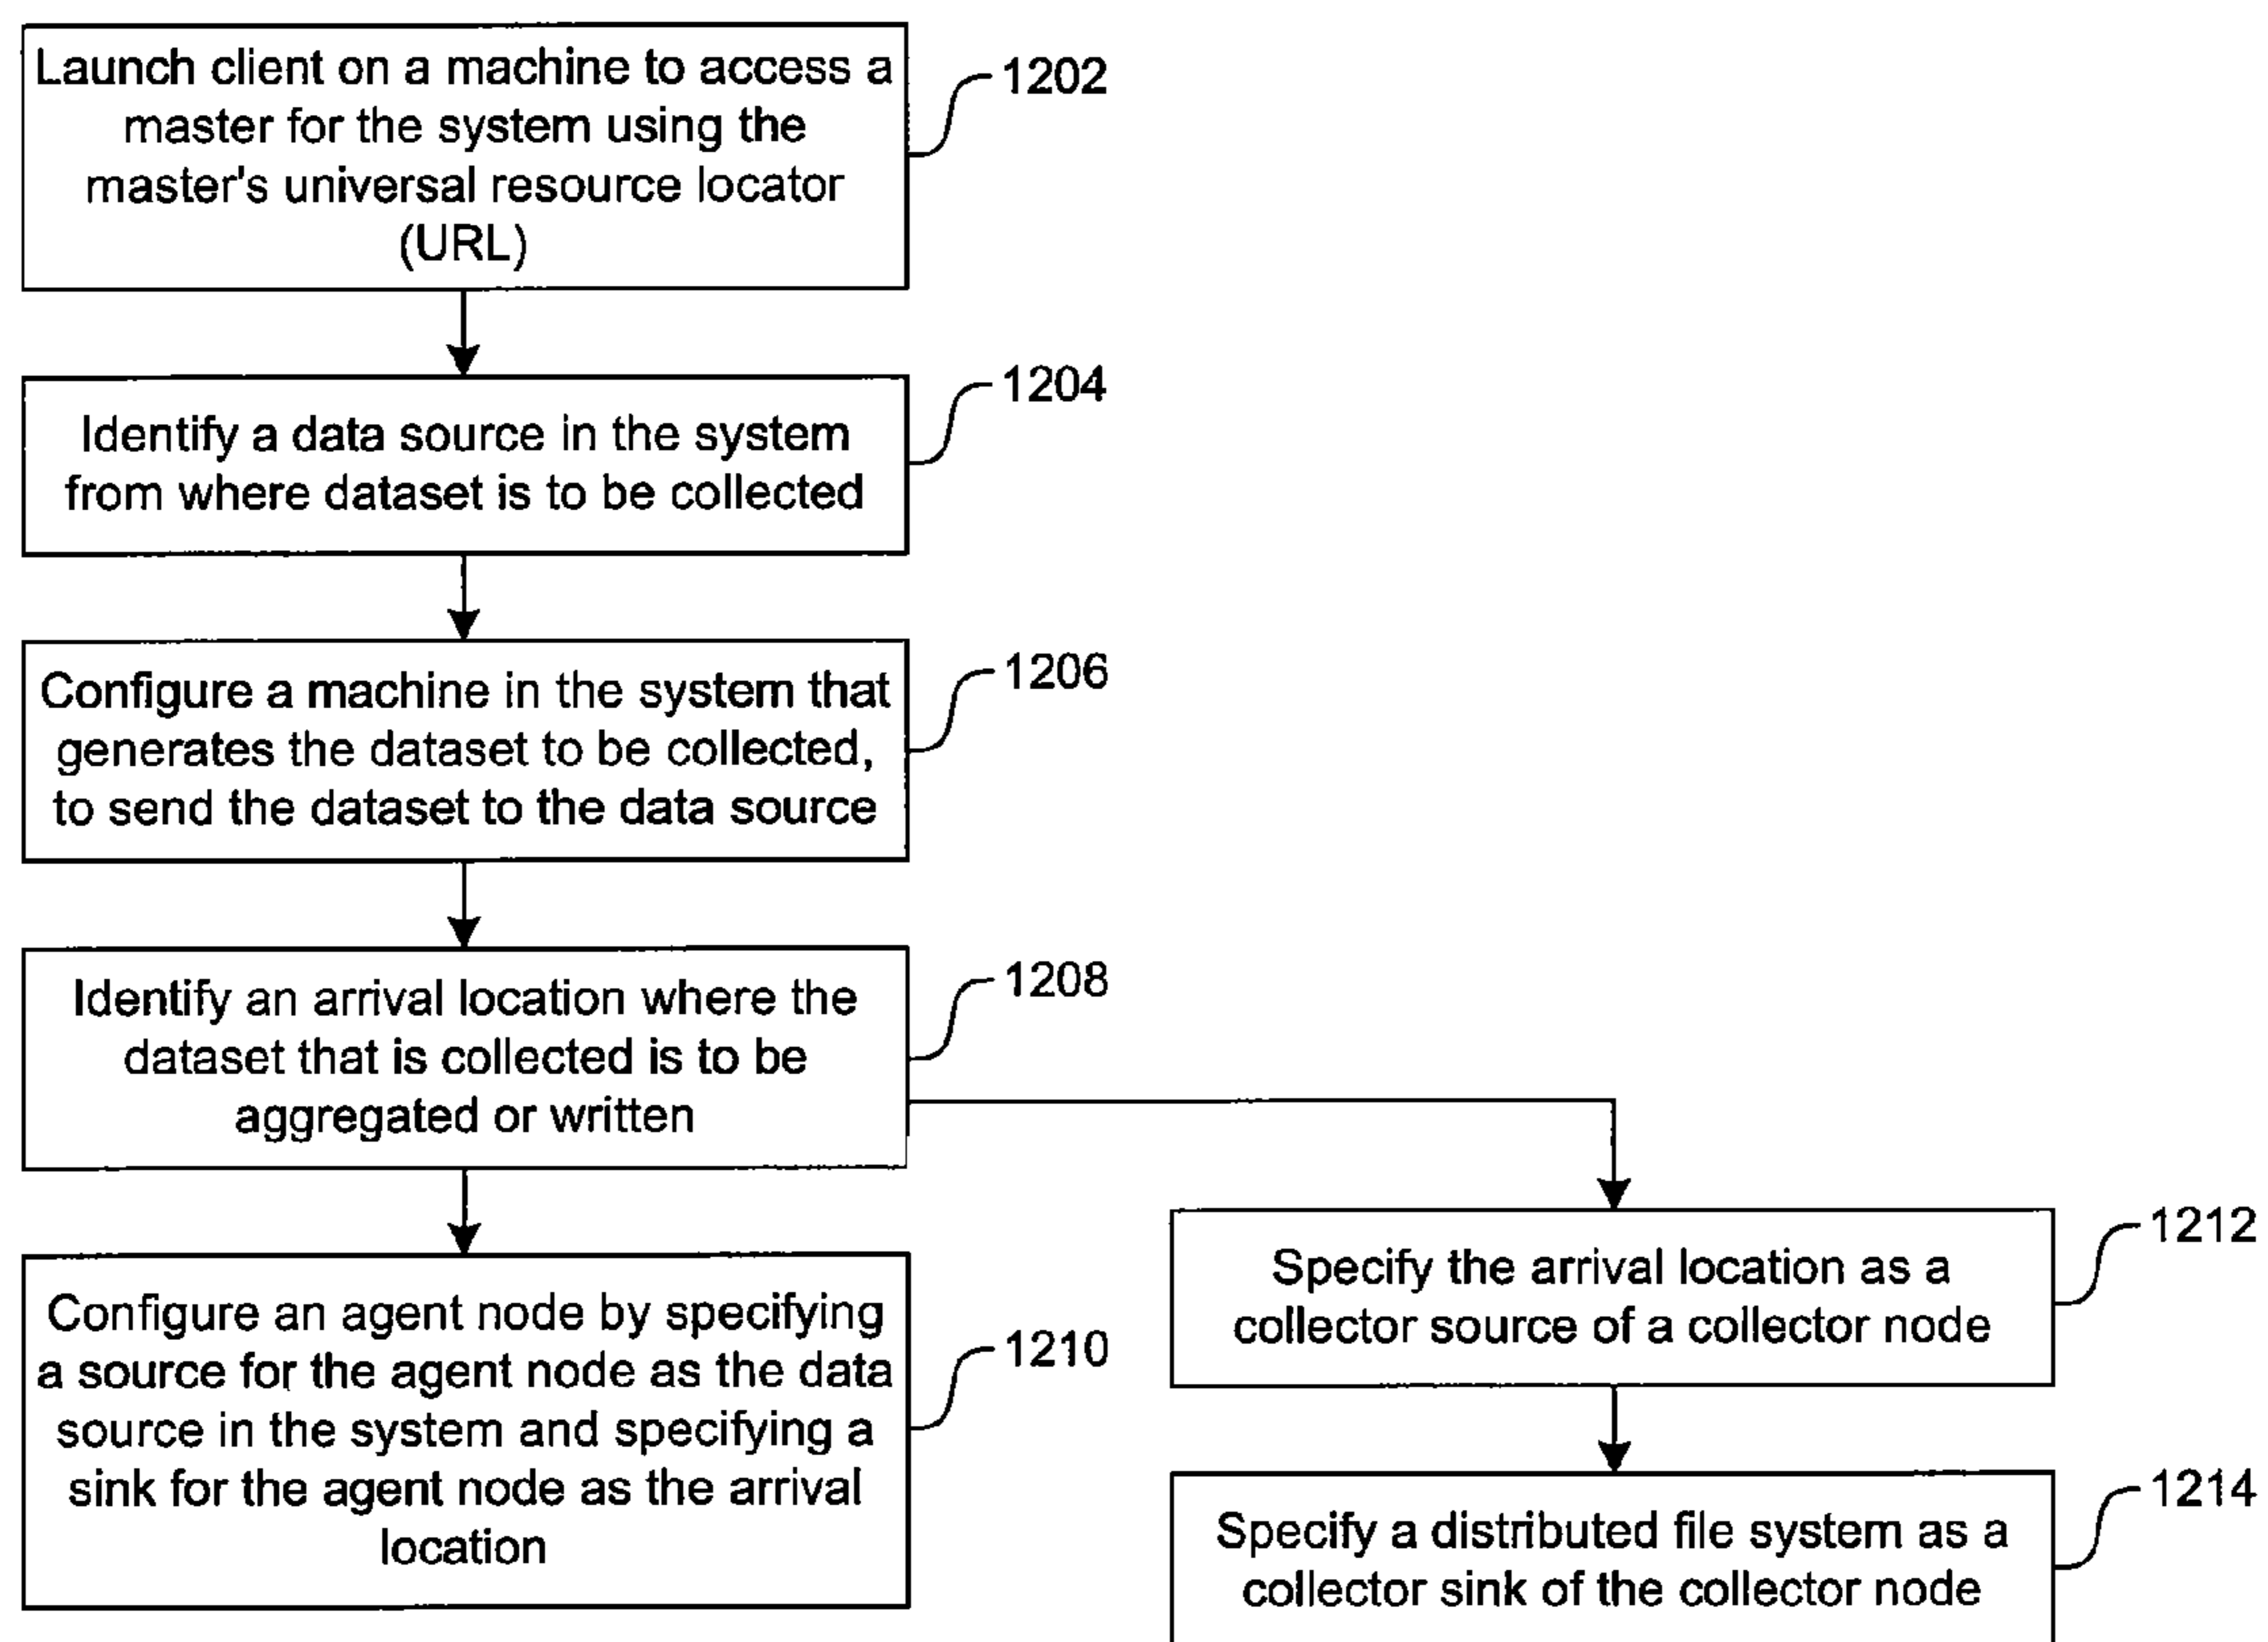 Launch client on a machine to access a
master for the system using the
master's universal resource locator
(URL)
1202
Identify a data source in the system
from where dataset is to be collected
1204
Configure a machine in the system that
generates the dataset to be collected,
to send the dataset to the data source
1206
Identify an arrival location where the
dataset that is collected is to be
aggregated or written
1208
Configure an agent node by specifying
a source for the agent node as the data
source in the system and specifying a
sink for the agent node as the arrival
location
1210
Specify the arrival location as a
collector source of a collector node
1212
Specify a distributed file system as a
collector sink of the collector node
1214